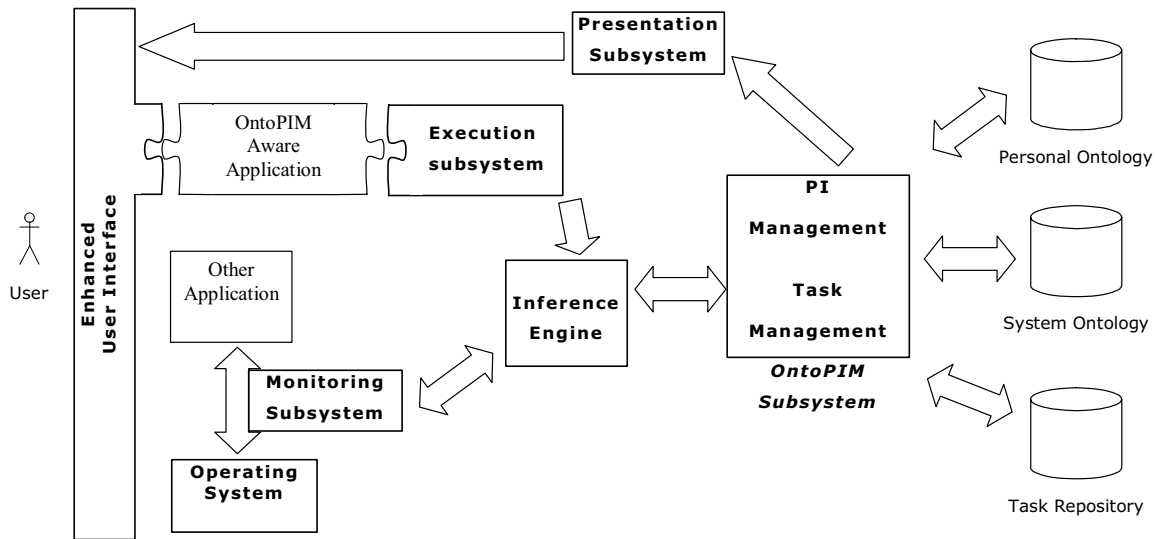 Presentation
Subsystem
OntoPIM
Aware
Application
Execution
subsystem
Personal Ontology
PI
Management
Task
Management
OntoPIM
Subsystem
Enhanced
User Interface
User
Other
Application
Inference
Engine
System Ontology
Monitoring
Subsystem
Operating
System
Task Repository